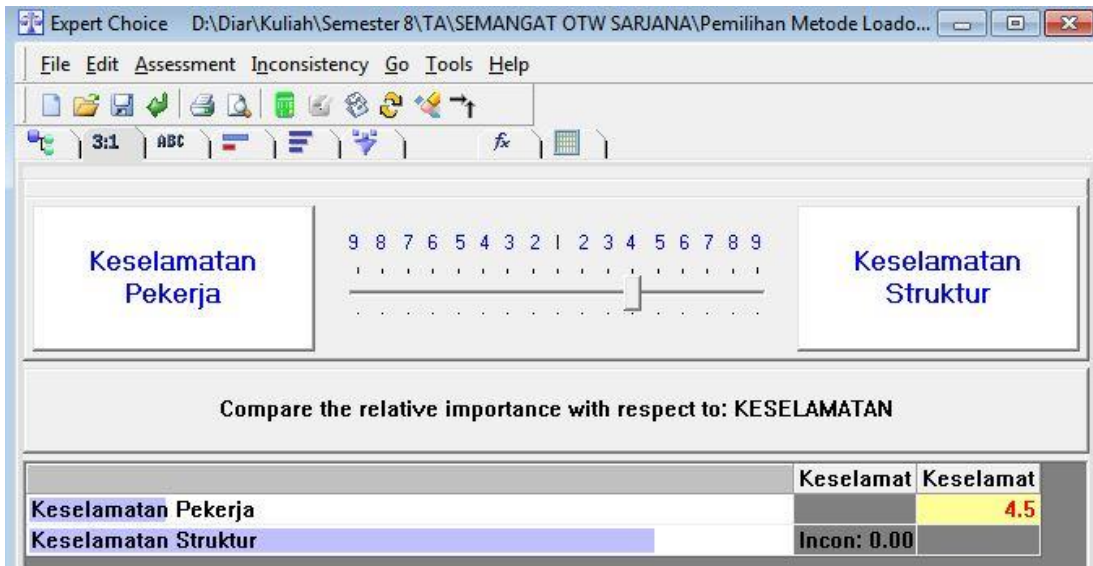 Expert Choice D:\Diar\Kuliah\Semester 8\TA\SEMANGAT OTW SARJANA\Pemilihan Metode Loado...
File Edit Assessment Inconsistency Go Tools Help
3:1 ABC fx
9 8 7 6 5 4 3 2 1 2 3 4 5 6 7 8 9
Keselamatan
Pekerja
Keselamatan
Struktur
Compare the relative importance with respect to: KESELAMATAN
Keselamat Keselamat
Keselamatan Pekerja 4.5
Keselamatan Struktur Incon: 0.00